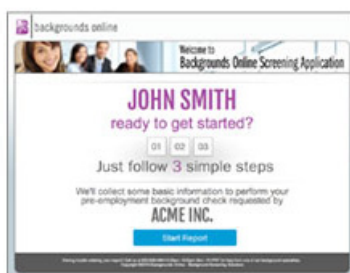 backgrounds online
Welcome to
Backgrounds Online Screening Application
JOHN SMITH
ready to get started?
01 02 03
Just follow 3 simple steps
We'll collect some basic information to perform your
pre-employment background check requested by
ACME INC.
Start Report